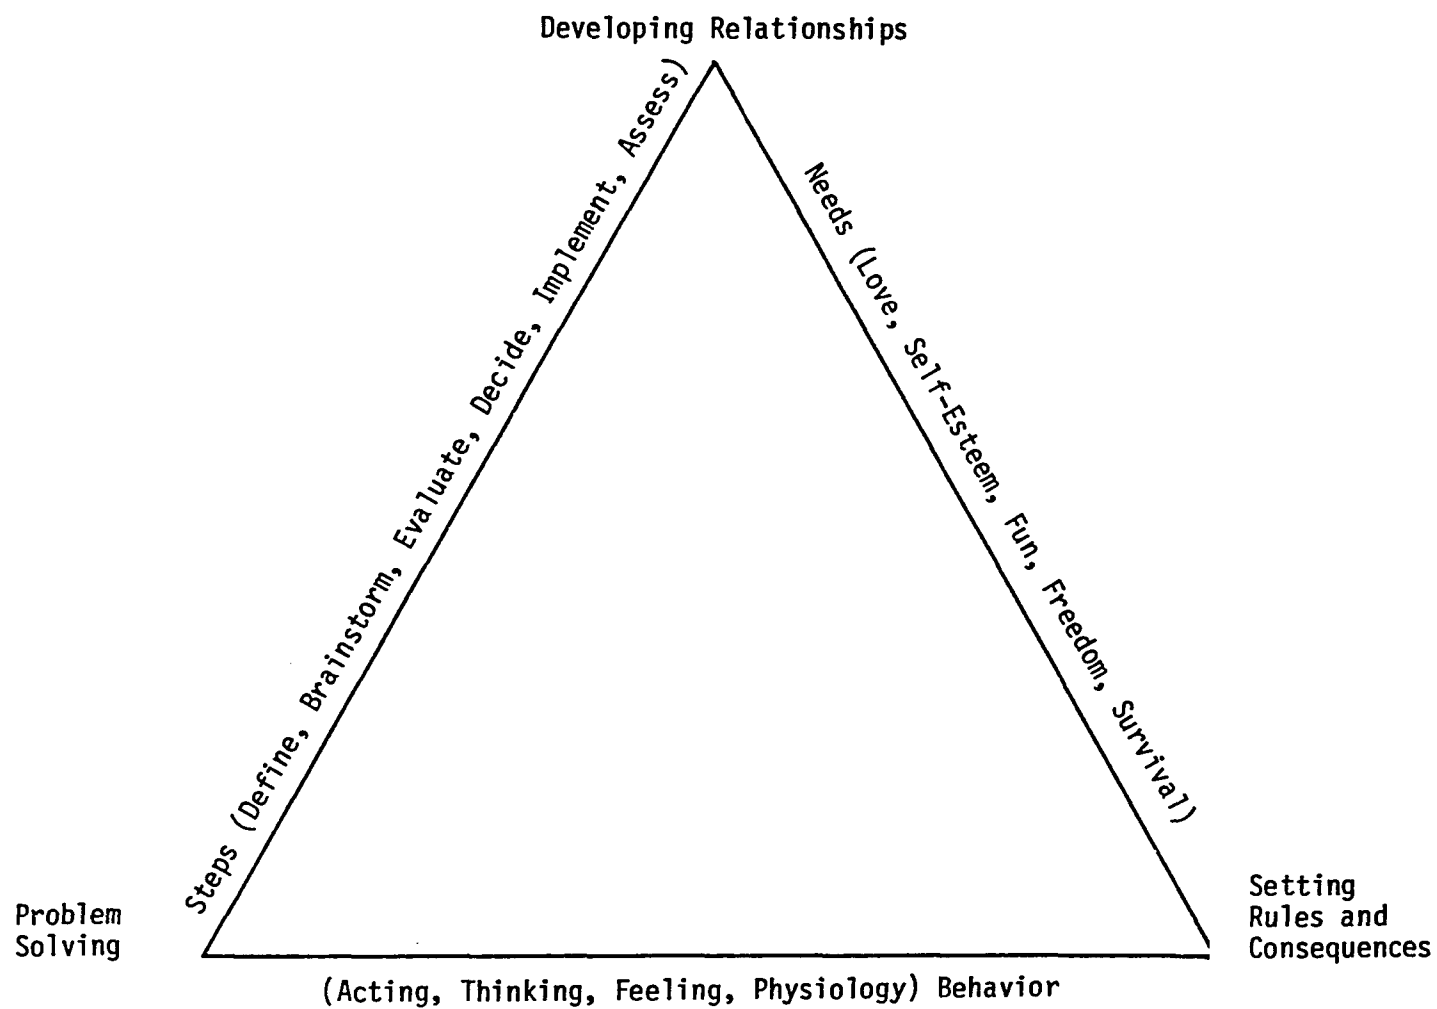 Developing Relationships
Steps (Define, Brainstorm, Evaluate, Decide, Implement, Assess)
Needs (Love, Self-Esteem, Fun, Freedom, Survival)
Problem
Solving
Setting
Rules and
Consequences
(Acting, Thinking, Feeling, Physiology) Behavior